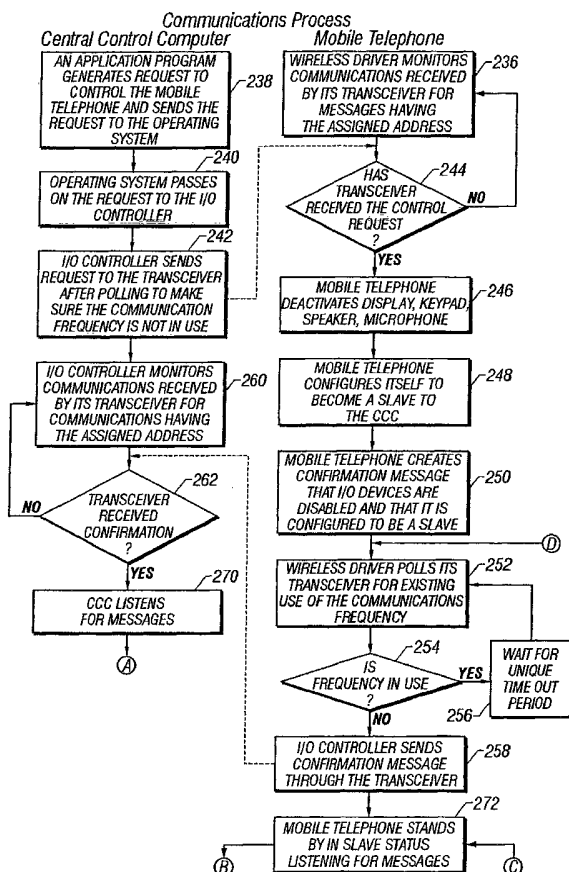 Communications Process
Central Control Computer
AN APPLICATION PROGRAM
GENERATES REQUEST TO
CONTROL THE MOBILE
TELEPHONE AND SENDS THE
REQUEST TO THE OPERATING
SYSTEM
238
240
OPERATING SYSTEM PASSES
ON THE REQUEST TO THE I/O
CONTROLLER
242
I/O CONTROLLER SENDS
REQUEST TO THE TRANSCEIVER
AFTER POLLING TO MAKE
SURE THE COMMUNICATION
FREQUENCY IS NOT IN USE
I/O CONTROLLER MONITORS
COMMUNICATIONS RECEIVED
BY ITS TRANSCEIVER FOR
COMMUNICATIONS HAVING
THE ASSIGNED ADDRESS
260
262
TRANSCEIVER
RECEIVED
CONFIRMATION
?
NO
YES
270
CCC LISTENS
FOR MESSAGES
A
Mobile Telephone
WIRELESS DRIVER MONITORS
COMMUNICATIONS RECEIVED
BY ITS TRANSCEIVER FOR
MESSAGES HAVING
THE ASSIGNED ADDRESS
236
244
HAS
TRANSCEIVER
RECEIVED THE CONTROL
REQUEST
?
NO
YES
MOBILE TELEPHONE
DEACTIVATES DISPLAY, KEYPAD,
SPEAKER, MICROPHONE
246
MOBILE TELEPHONE
CONFIGURES ITSELF TO
BECOME A SLAVE TO
THE CCC
248
MOBILE TELEPHONE CREATES
CONFIRMATION MESSAGE
THAT I/O DEVICES ARE
DISABLED AND THAT IT IS
CONFIGURED TO BE A SLAVE
250
D
WIRELESS DRIVER POLLS ITS
TRANSCEIVER FOR EXISTING
USE OF THE COMMUNICATIONS
FREQUENCY
252
254
IS
FREQUENCY IN USE
?
YES
NO
WAIT FOR
UNIQUE
TIME OUT
PERIOD
256
I/O CONTROLLER SENDS
CONFIRMATION MESSAGE
THROUGH THE TRANSCEIVER
258
272
MOBILE TELEPHONE STANDS
BY IN SLAVE STATUS
LISTENING FOR MESSAGES
B
C